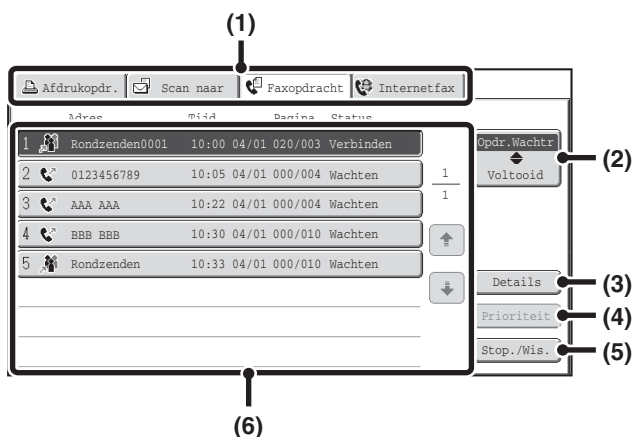 (1)
Afdrukopdr. Scan naar Faxopdracht Internetfax
Adres Tijd Pagina Status
1 Rondzenden0001 10:00 04/01 020/003 Verbinden
2 0123456789 10:05 04/01 000/004 Wachten
3 AAA AAA 10:22 04/01 000/004 Wachten
4 BBB BBB 10:30 04/01 000/010 Wachten
5 Rondzenden 10:33 04/01 000/010 Wachten
1
1
Opdr.Wachtr
Voltooid
(2)
Details
(3)
Prioriteit
(4)
Stop./Wis.
(5)
(6)